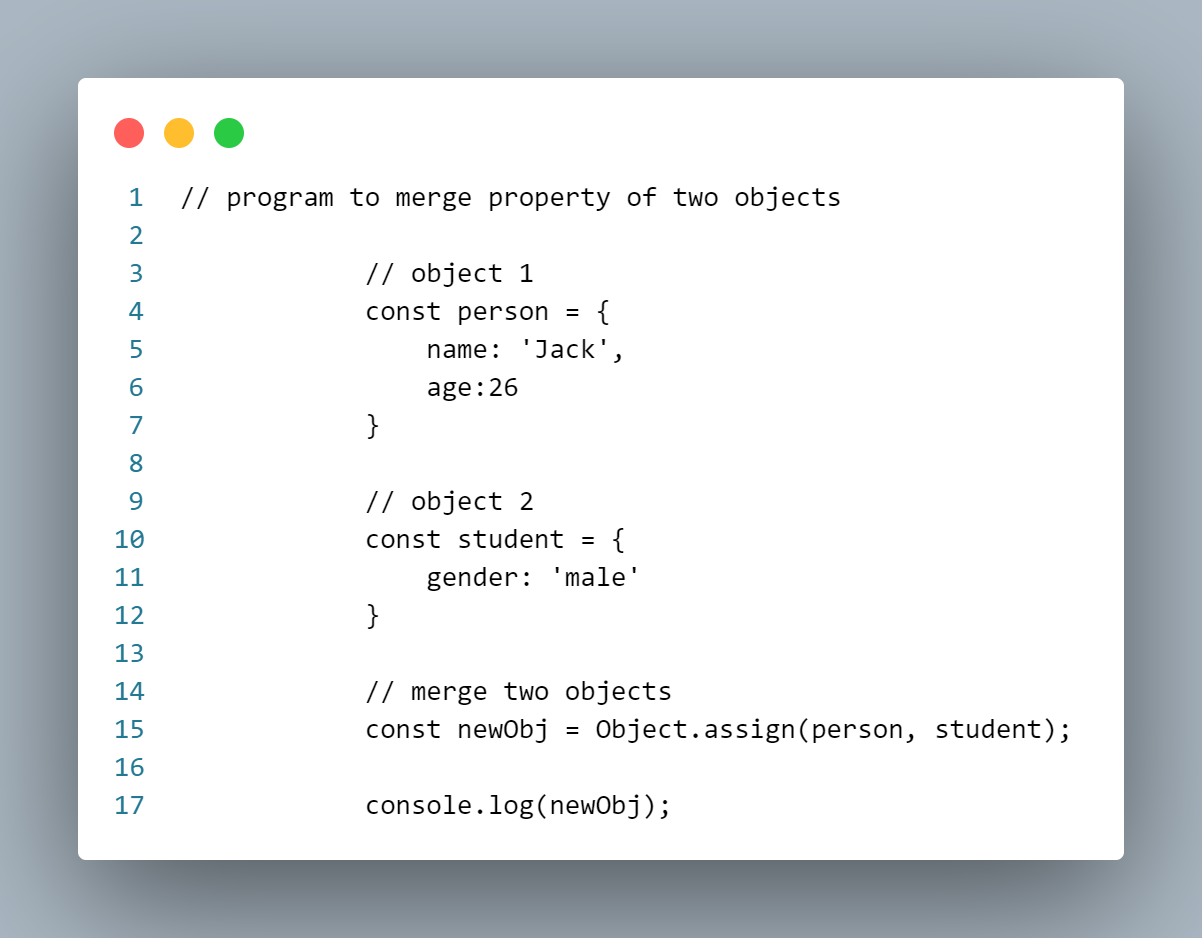 1 // program to merge property of two objects
2
3             // object 1
4             const person = {
5                 name: 'Jack',
6                 age:26
7             }
8
9             // object 2
10             const student = {
11                 gender: 'male'
12             }
13
14             // merge two objects
15             const newObj = Object.assign(person, student);
16
17             console.log(newObj);